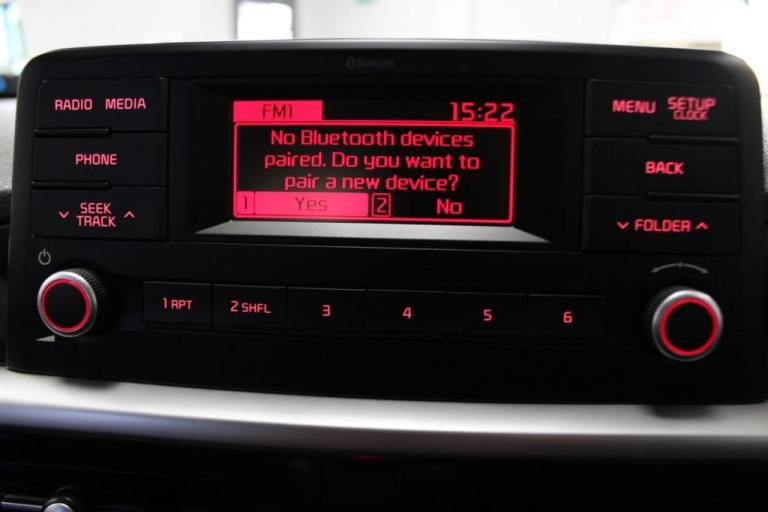 Bluetooth
RADIO MEDIA
PHONE
SEEK
TRACK
FM1 15:22
No Bluetooth devices
paired. Do you want to
pair a new device?
1 Yes 2 No
MENU SETUP
CLOCK
BACK
FOLDER
1 RPT 2 SHFL 3 4 5 6